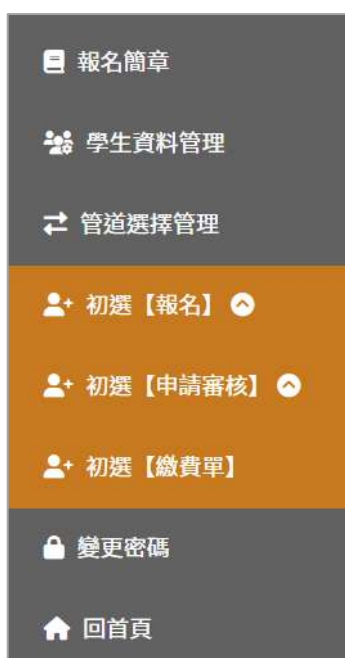 報名簡章
學生資料管理
管道選擇管理
初選【報名】
初選【申請審核】
初選【繳費單】
變更密碼
回首頁